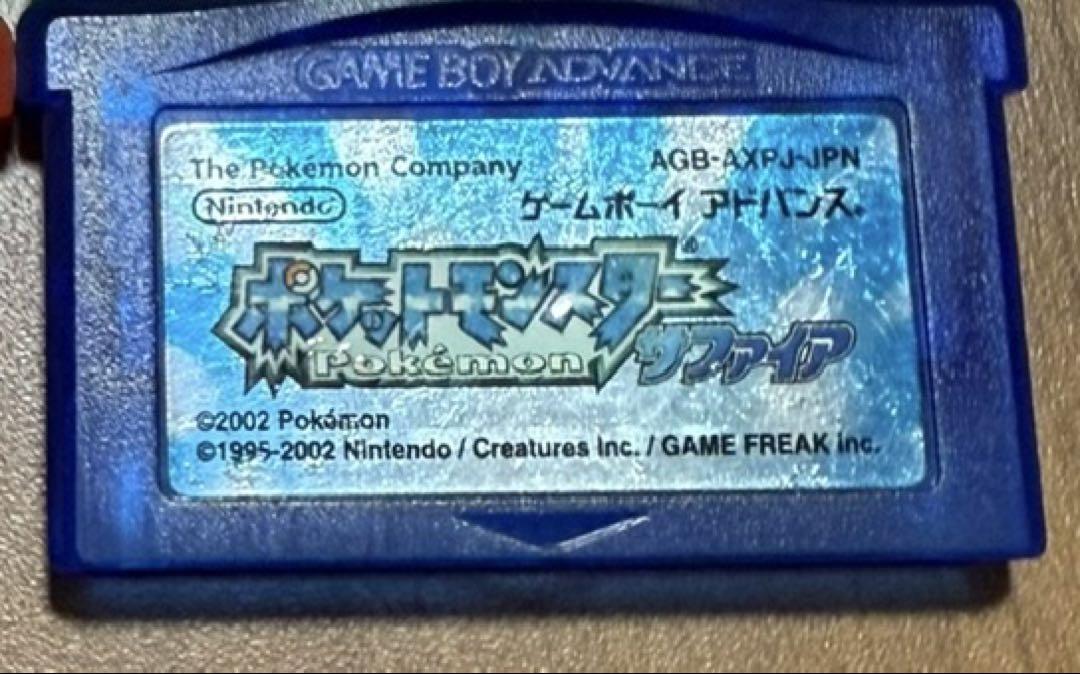 GAME BOY ADVANCE
The Pokémon Company AGB-AXPJ-JPN
Nintendo ゲームボーイ アドバンス
ポケットモンスター®
Pokémon サファイア
©2002 Pokémon
©1995-2002 Nintendo / Creatures inc. / GAME FREAK inc.